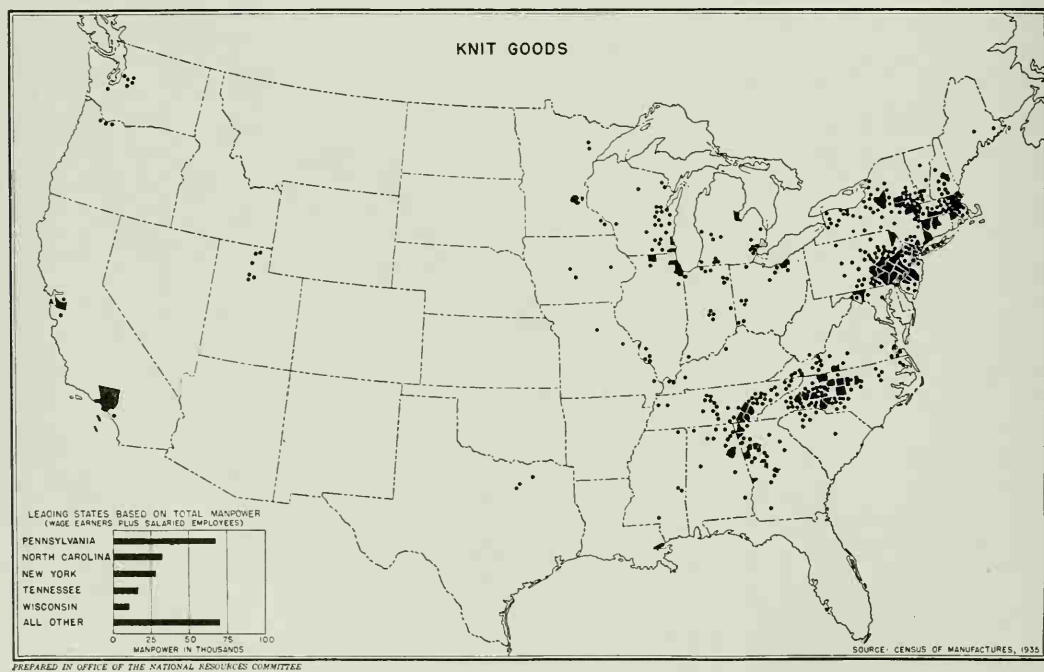 KNIT GOODS
LEADING STATES BASED ON TOTAL MANPOWER
(WAGE EARNERS PLUS SALARIED EMPLOYEES)
PENNSYLVANIA
NORTH CAROLINA
NEW YORK
TENNESSEE
WISCONSIN
ALL OTHER
0 25 50 75 100
MANPOWER IN THOUSANDS
SOURCE: CENSUS OF MANUFACTURES, 1935
PREPARED IN OFFICE OF THE NATIONAL RESOURCES COMMITTEE